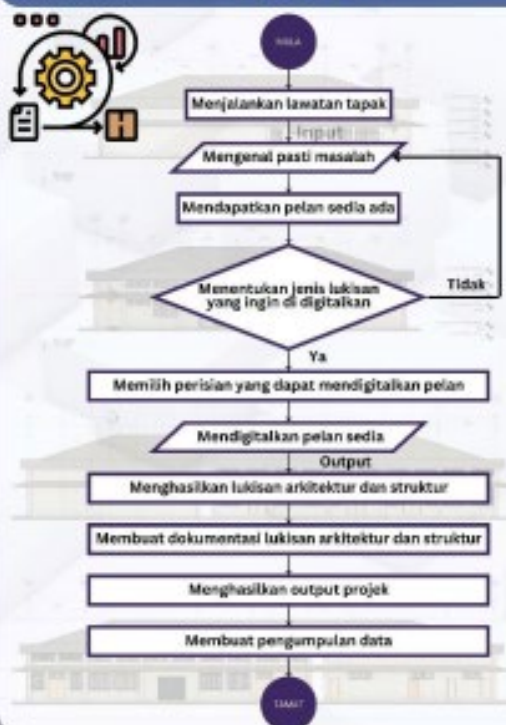 MULA
Menjalankan lawatan tapak
Input
Mengenal pasti masalah
Mendapatkan pelan sedia ada
Menentukan jenis lukisan
yang ingin di digitalkan
Tidak
Ya
Memilih perisian yang dapat mendigitalkan pelan
Mendigitalkan pelan sedia
Output
Menghasilkan lukisan arkitektur dan struktur
Membuat dokumentasi lukisan arkitektur dan struktur
Menghasilkan output projek
Membuat pengumpulan data
TAMAT